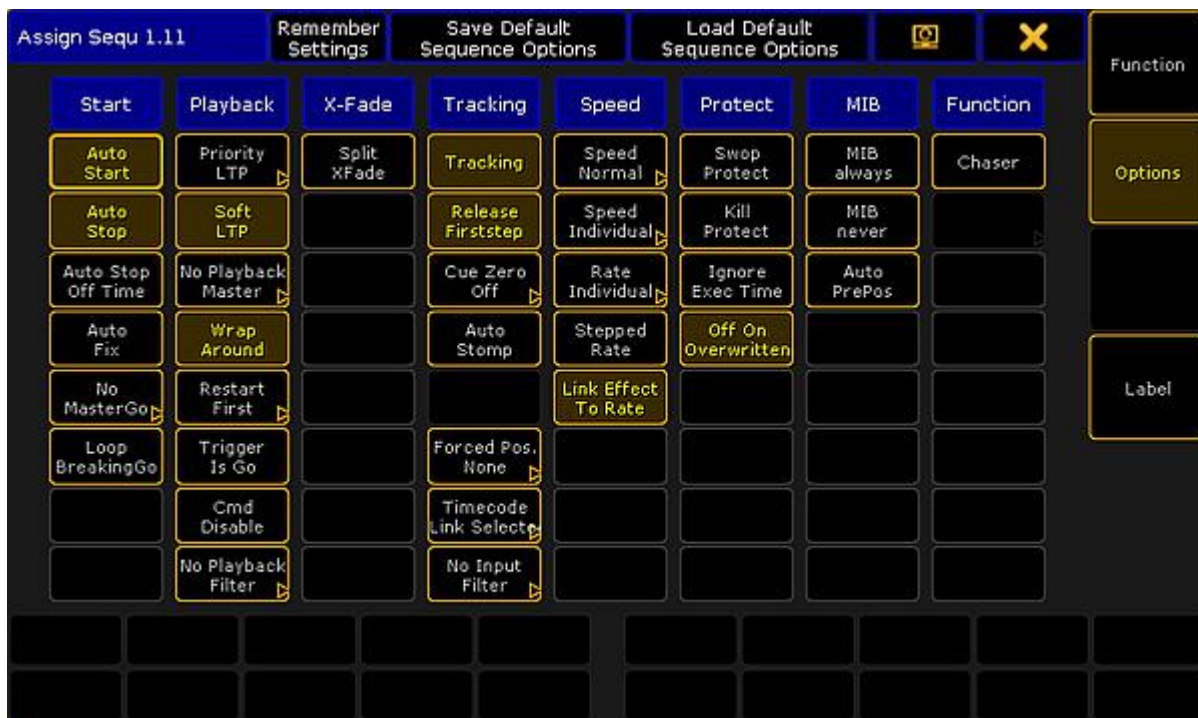 Assign Sequ 1.11
Remember
Settings
Save Default
Sequence Options
Load Default
Sequence Options
Function
Options
Label
Start
Playback
X-Fade
Tracking
Speed
Protect
MIB
Function
Auto
Start
Priority
LTP
Split
XFade
Tracking
Speed
Normal
Swop
Protect
MIB
always
Chaser
Auto
Stop
Soft
LTP
Release
Firststep
Speed
Individual
Kill
Protect
MIB
never
Auto Stop
Off Time
No Playback
Master
Cue Zero
Off
Rate
Individual
Ignore
Exec Time
Auto
PrePos
Auto
Fix
Wrap
Around
Auto
Stomp
Stepped
Rate
Off On
Overwritten
No
MasterGo
Restart
First
Link Effect
To Rate
Loop
BreakingGo
Trigger
Is Go
Forced Pos.
None
Cmd
Disable
Timecode
Link Selecte
No Playback
Filter
No Input
Filter